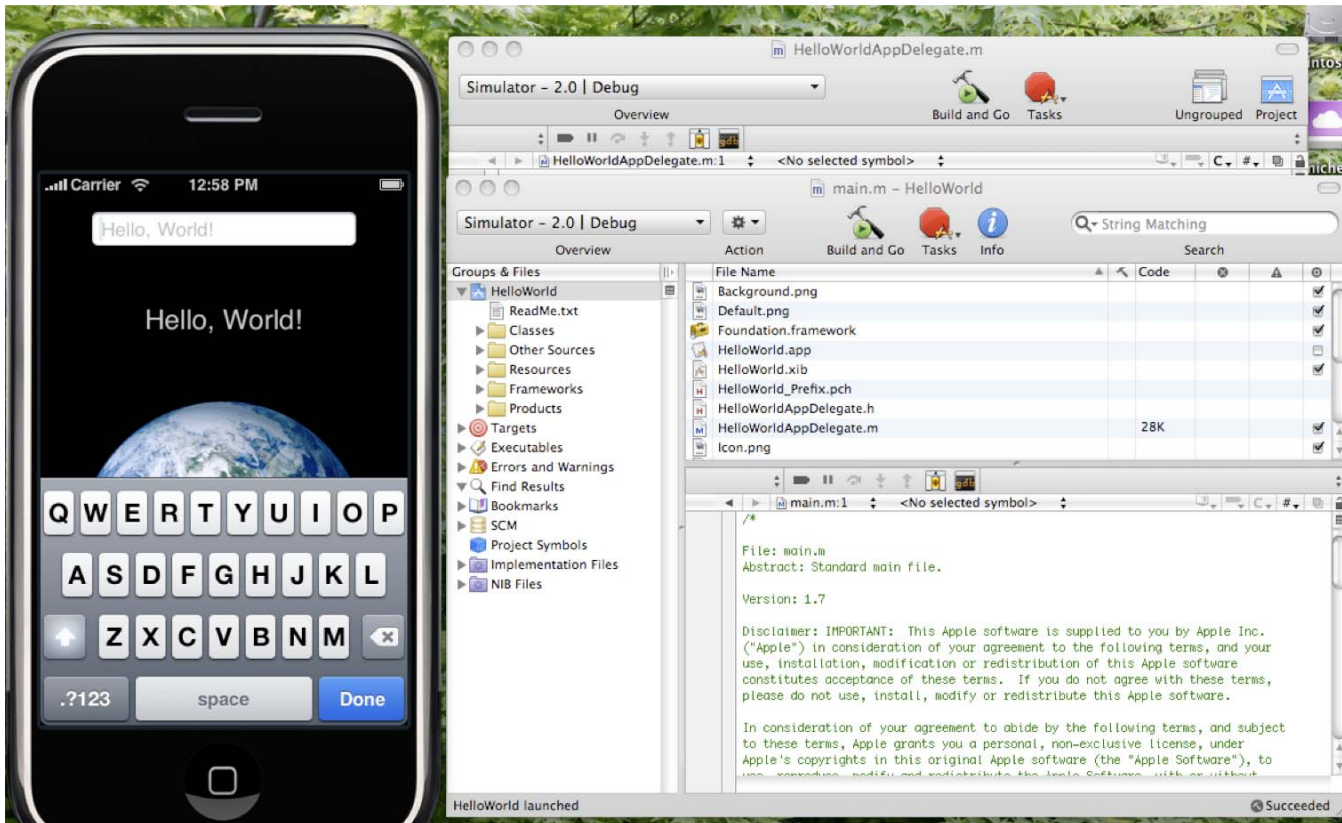 Carrier 12:58 PM
Hello, World!
Hello, World!
Q W E R T Y U I O P
A S D F G H J K L
Z X C V B N M
.?123 space Done
HelloWorldAppDelegate.m
Simulator - 2.0 | Debug
Overview Build and Go Tasks Ungrouped Project
gdb
HelloWorldAppDelegate.m:1 <No selected symbol> C #
main.m - HelloWorld
Simulator - 2.0 | Debug String Matching
Overview Action Build and Go Tasks Info Search
Groups & Files
HelloWorld
ReadMe.txt
Classes
Other Sources
Resources
Frameworks
Products
Targets
Executables
Errors and Warnings
Find Results
Bookmarks
SCM
Project Symbols
Implementation Files
NIB Files
File Name Code
Background.png
Default.png
Foundation.framework
HelloWorld.app
HelloWorld.xib
HelloWorld_Prefix.pch
HelloWorldAppDelegate.h
HelloWorldAppDelegate.m 28K
Icon.png
gdb
main.m:1 <No selected symbol> C #
/*
File: main.m
Abstract: Standard main file.
Version: 1.7
Disclaimer: IMPORTANT: This Apple software is supplied to you by Apple Inc.
("Apple") in consideration of your agreement to the following terms, and your
use, installation, modification or redistribution of this Apple software
constitutes acceptance of these terms. If you do not agree with these terms,
please do not use, install, modify or redistribute this Apple software.
In consideration of your agreement to abide by the following terms, and subject
to these terms, Apple grants you a personal, non-exclusive license, under
Apple's copyrights in this original Apple software (the "Apple Software"), to
HelloWorld launched Succeeded